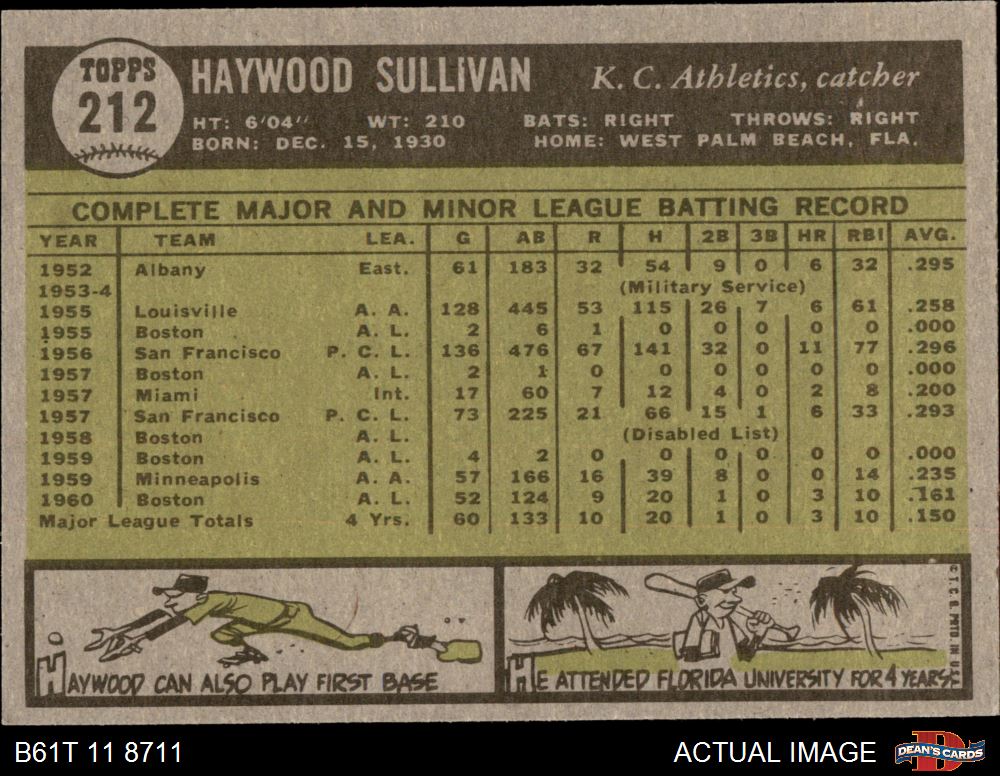 TOPPS
212
HAYWOOD SULLIVAN
K. C. Athletics, catcher
HT: 6'04" WT: 210 BATS: RIGHT THROWS: RIGHT
BORN: DEC. 15, 1930 HOME: WEST PALM BEACH, FLA.
COMPLETE MAJOR AND MINOR LEAGUE BATTING RECORD
YEAR TEAM LEA. G AB R H 2B 3B HR RBI AVG.
1952 Albany East. 61 183 32 54 9 0 6 32 .295
1953-4 (Military Service)
1955 Louisville A. A. 128 445 53 115 26 7 6 61 .258
1955 Boston A. L. 2 6 1 0 0 0 0 0 .000
1956 San Francisco P. C. L. 136 476 67 141 32 0 11 77 .296
1957 Boston A. L. 2 1 0 0 0 0 0 0 .000
1957 Miami Int. 17 60 7 12 4 0 2 8 .200
1957 San Francisco P. C. L. 73 225 21 66 15 1 6 33 .293
1958 Boston A. L. (Disabled List)
1959 Boston A. L. 4 2 0 0 0 0 0 0 .000
1959 Minneapolis A. A. 57 166 16 39 8 0 0 14 .235
1960 Boston A. L. 52 124 9 20 1 0 3 10 .161
Major League Totals 4 Yrs. 60 133 10 20 1 0 3 10 .150
HAYWOOD CAN ALSO PLAY FIRST BASE
HE ATTENDED FLORIDA UNIVERSITY FOR 4 YEARS
© T. C. G. PRTD. IN U.S.A.
B61T 11 8711
ACTUAL IMAGE
DEAN'S CARDS